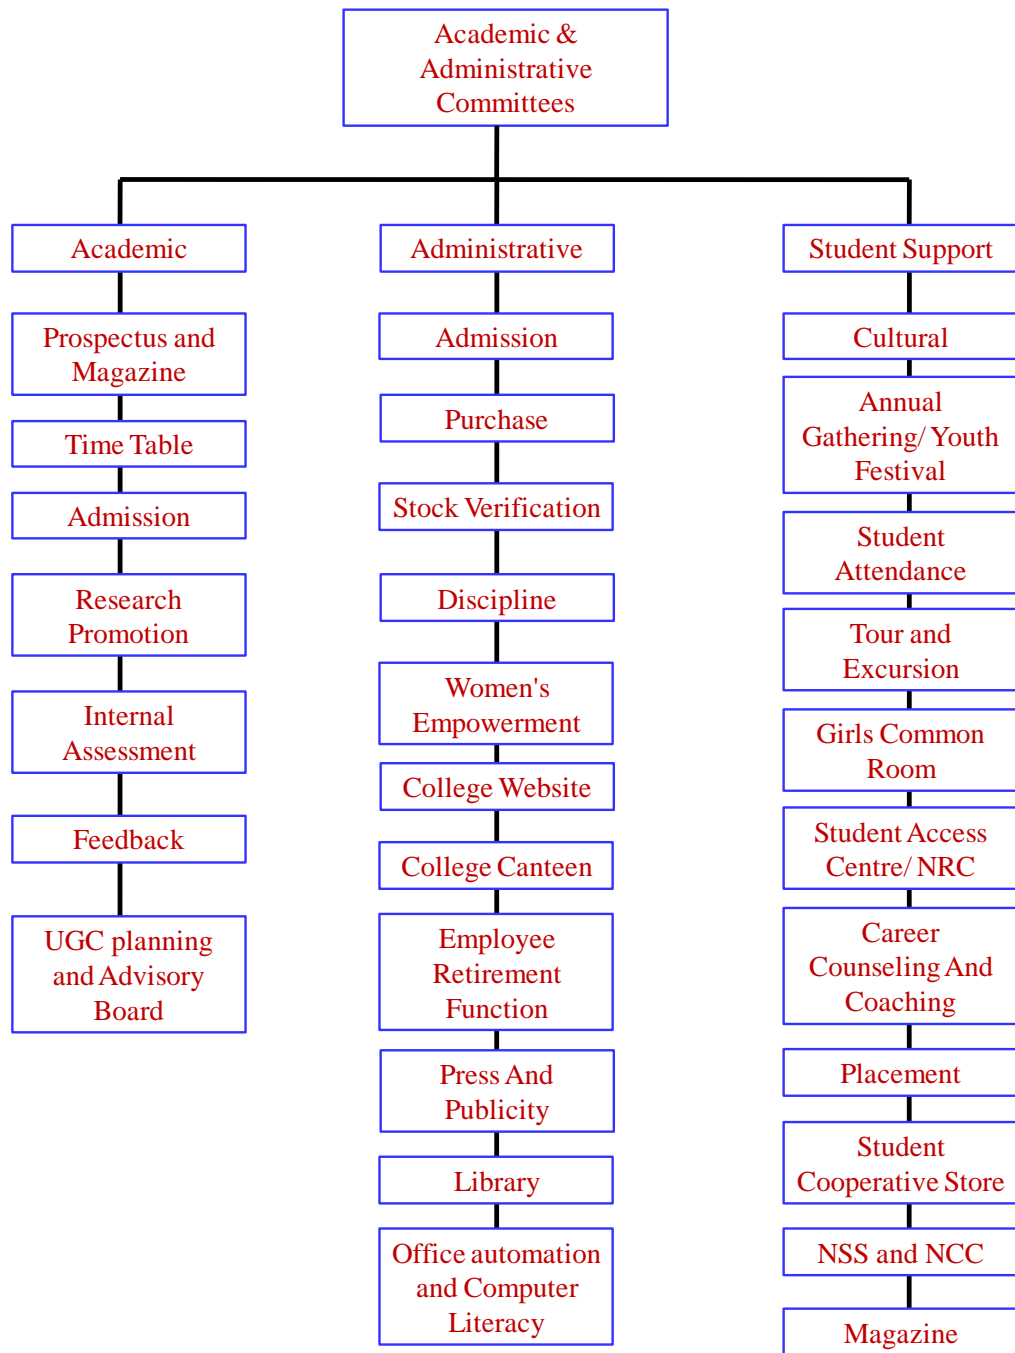 Academic &
Administrative
Committees
Academic
Prospectus and
Magazine
Time Table
Admission
Research
Promotion
Internal
Assessment
Feedback
UGC planning
and Advisory
Board
Administrative
Admission
Purchase
Stock Verification
Discipline
Women's
Empowerment
College Website
College Canteen
Employee
Retirement
Function
Press And
Publicity
Library
Office automation
and Computer
Literacy
Student Support
Cultural
Annual
Gathering/ Youth
Festival
Student
Attendance
Tour and
Excursion
Girls Common
Room
Student Access
Centre/ NRC
Career
Counseling And
Coaching
Placement
Student
Cooperative Store
NSS and NCC
Magazine